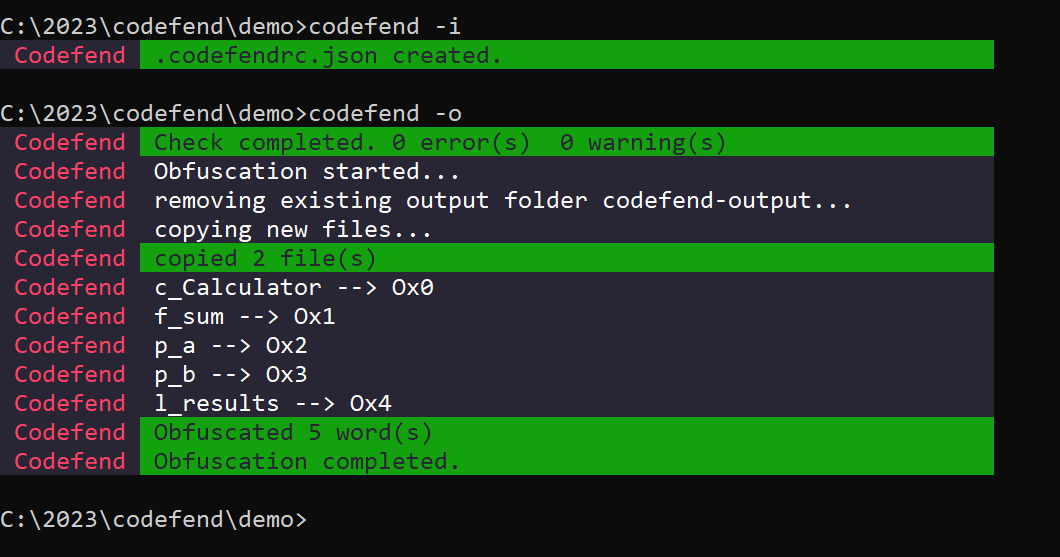 C:\2023\codefend\demo>codefend -i
Codefend .codefendrc.json created.
C:\2023\codefend\demo>codefend -o
Codefend Check completed. 0 error(s)  0 warning(s)
Codefend Obfuscation started...
Codefend removing existing output folder codefend-output...
Codefend copying new files...
Codefend copied 2 file(s)
Codefend c_Calculator --> Ox0
Codefend f_sum --> Ox1
Codefend p_a --> Ox2
Codefend p_b --> Ox3
Codefend l_results --> Ox4
Codefend Obfuscated 5 word(s)
Codefend Obfuscation completed.
C:\2023\codefend\demo>